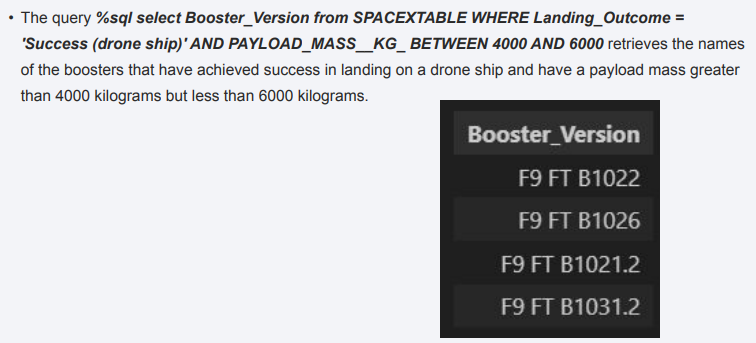 • The query %sql select Booster_Version from SPACEXTABLE WHERE Landing_Outcome =
'Success (drone ship)' AND PAYLOAD_MASS__KG_ BETWEEN 4000 AND 6000 retrieves the names
of the boosters that have achieved success in landing on a drone ship and have a payload mass greater
than 4000 kilograms but less than 6000 kilograms.
Booster_Version
F9 FT B1022
F9 FT B1026
F9 FT B1021.2
F9 FT B1031.2